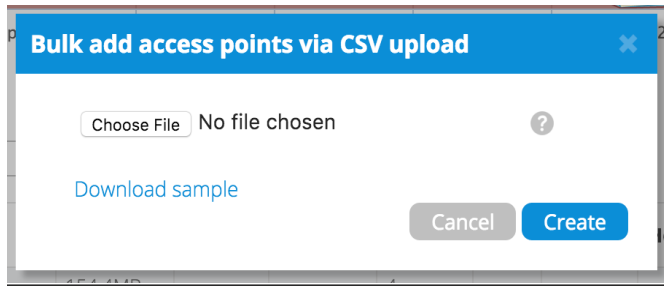 Bulk add access points via CSV upload
Choose File No file chosen
?
Download sample
Cancel Create